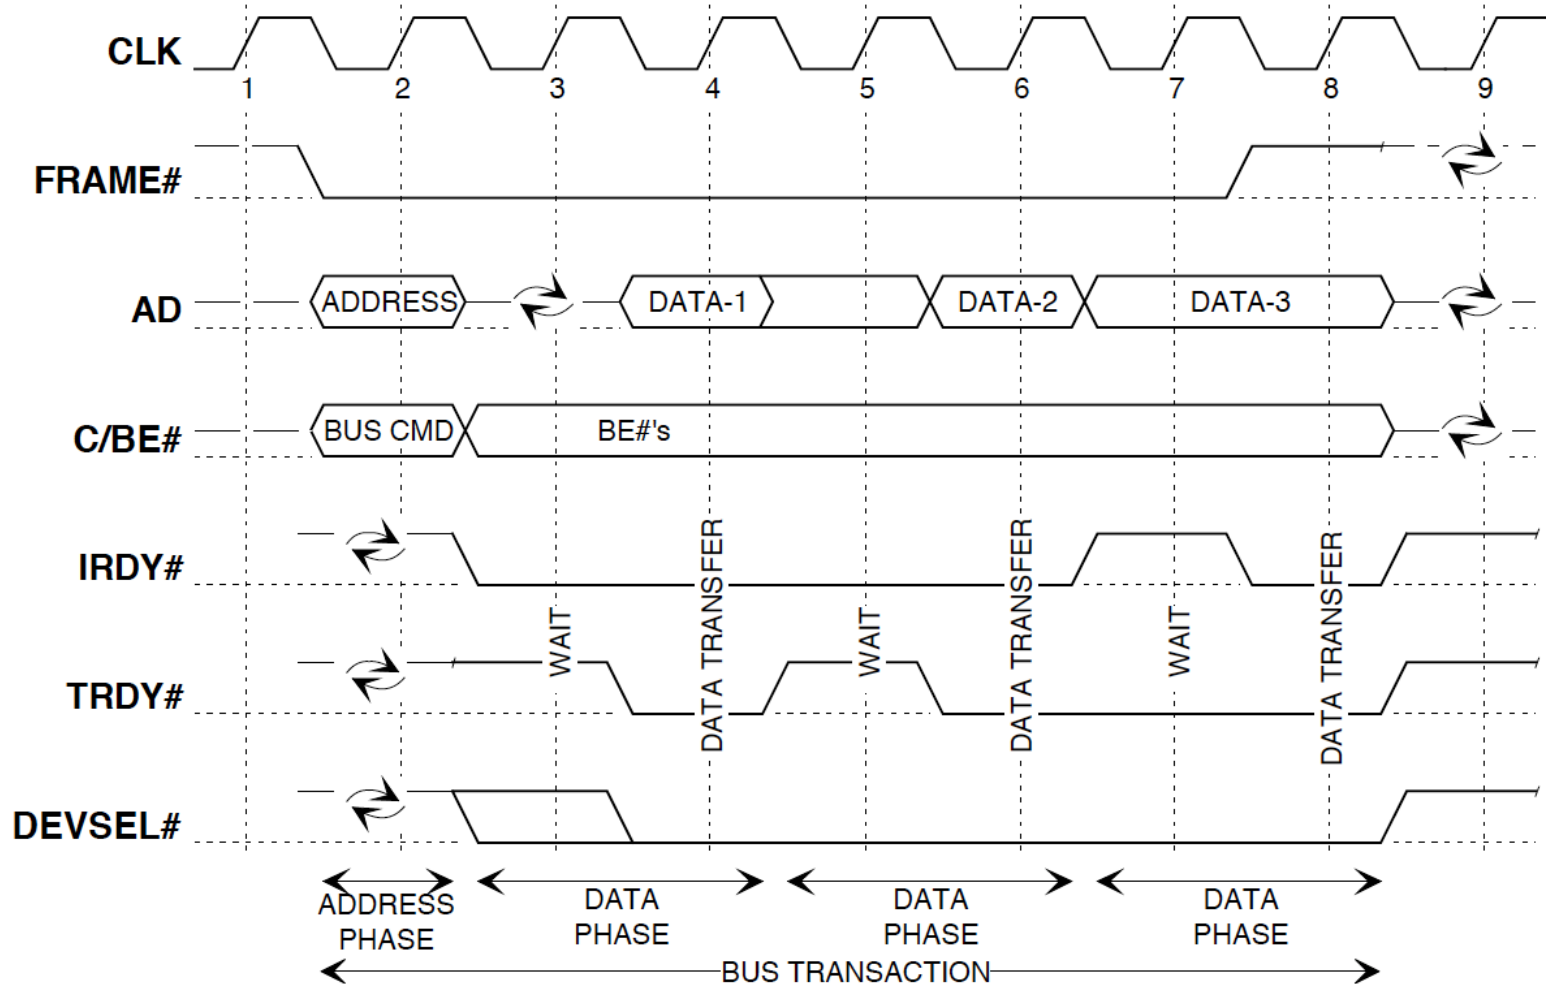 CLK
1 2 3 4 5 6 7 8 9
FRAME#
AD
ADDRESS DATA-1 DATA-2 DATA-3
C/BE#
BUS CMD BE#'s
IRDY#
WAIT DATA TRANSFER WAIT DATA TRANSFER WAIT DATA TRANSFER
TRDY#
DEVSEL#
ADDRESS PHASE
DATA PHASE
DATA PHASE
DATA PHASE
BUS TRANSACTION